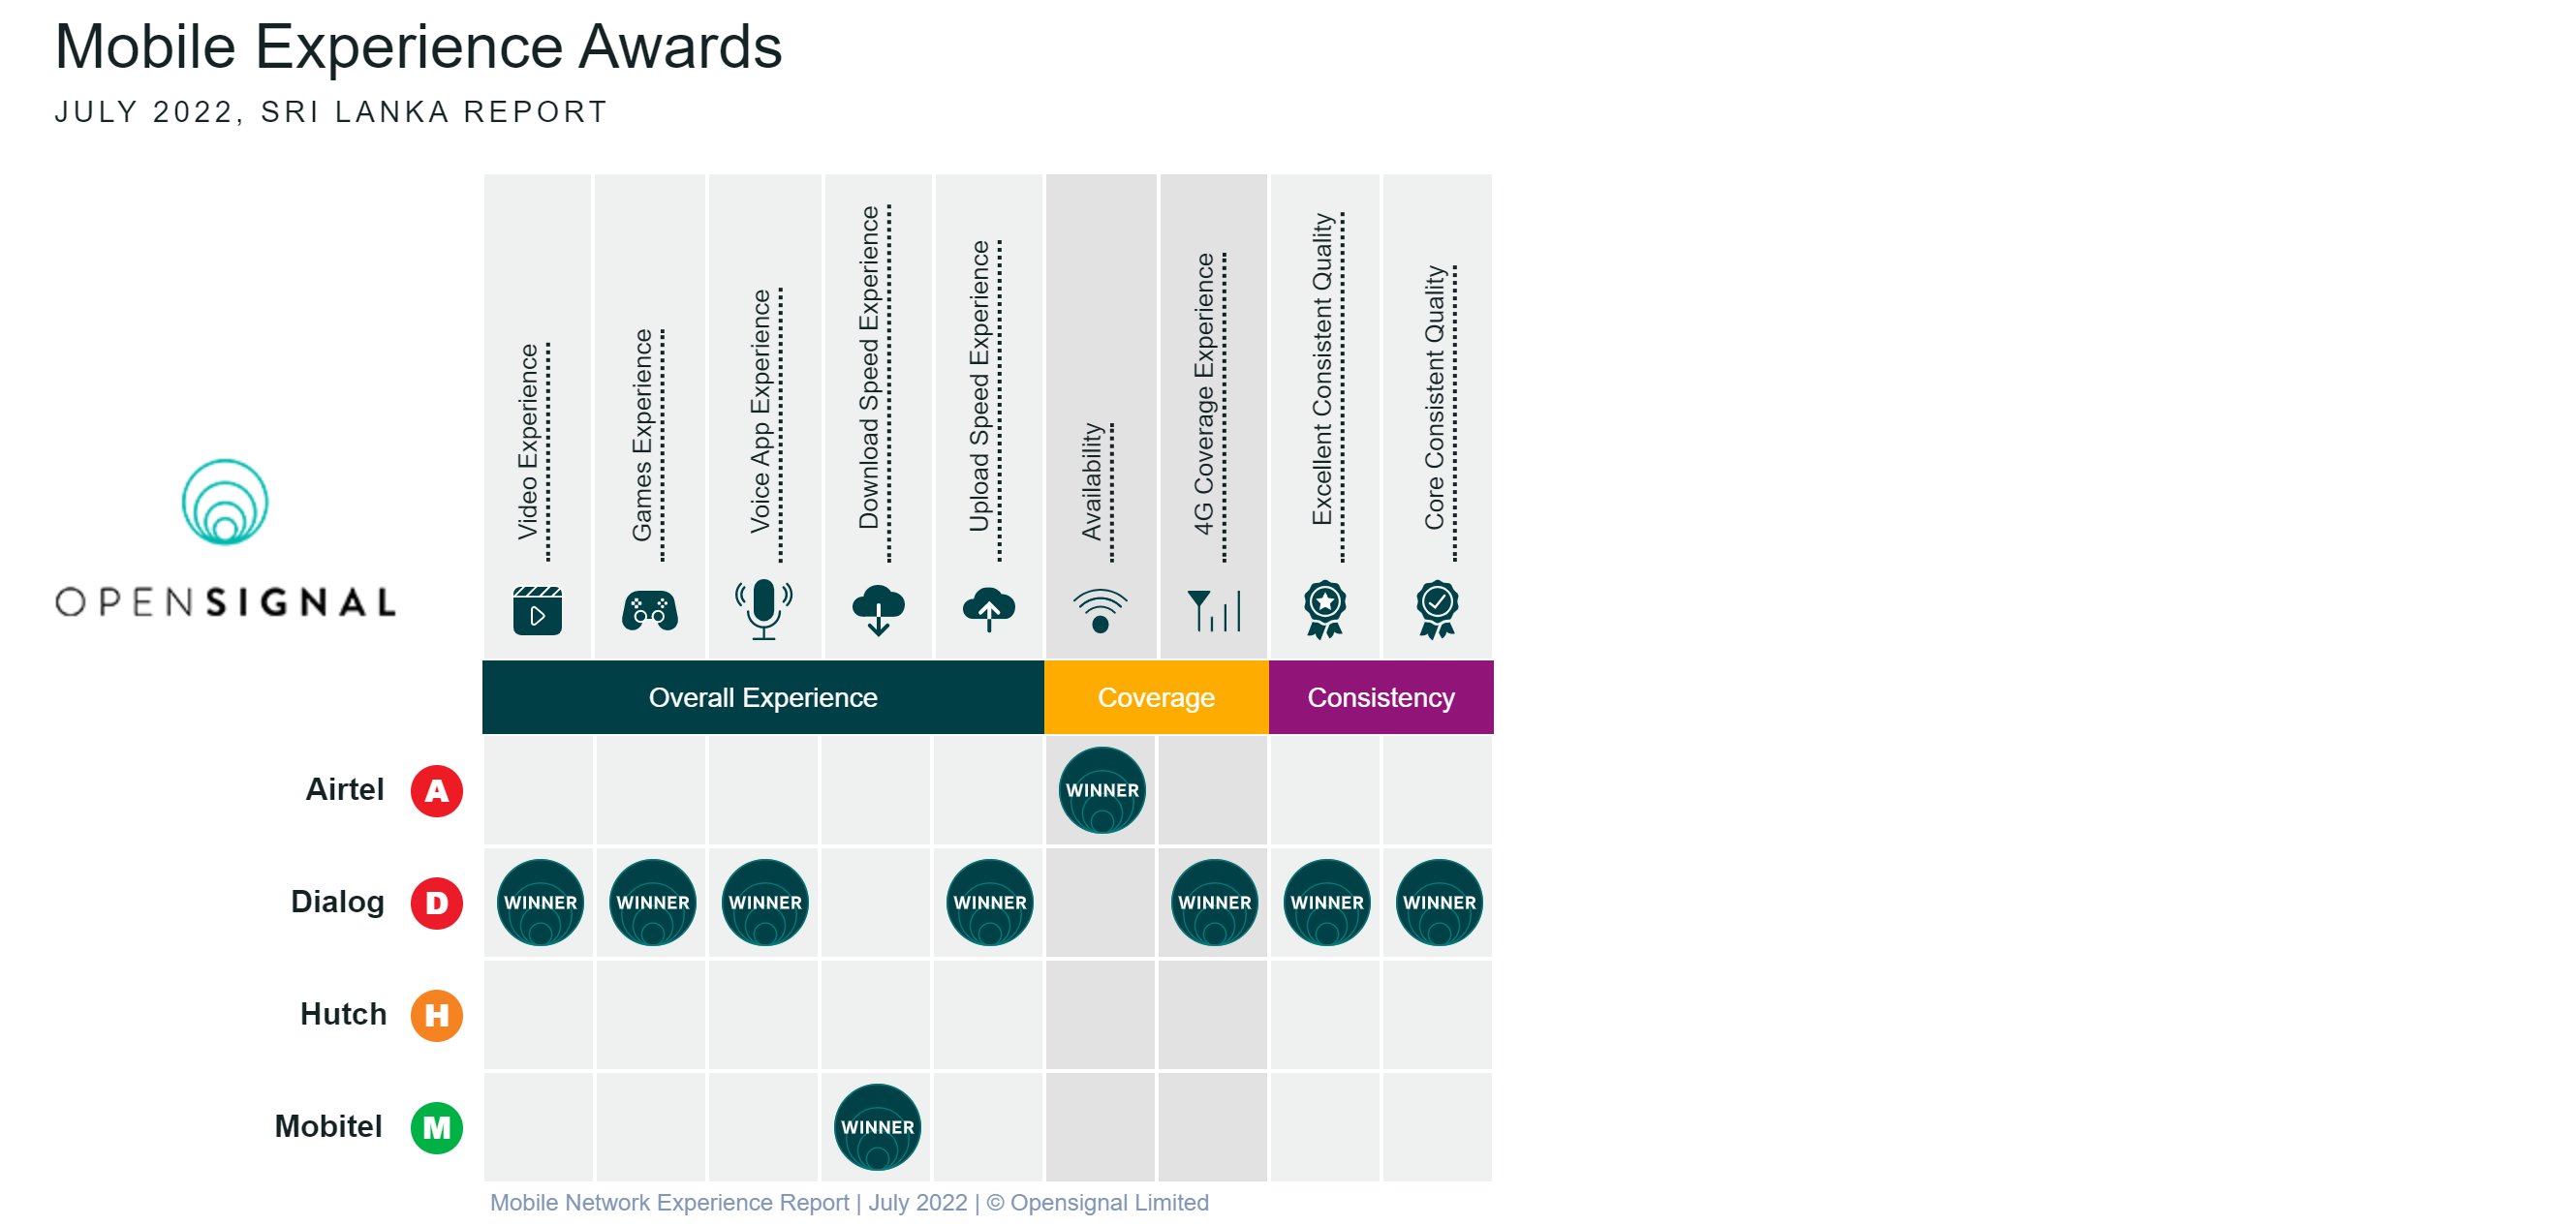 Mobile Experience Awards
JULY 2022, SRI LANKA REPORT
OPENSIGNAL
Video Experience
Games Experience
Voice App Experience
Download Speed Experience
Upload Speed Experience
Availability
4G Coverage Experience
Excellent Consistent Quality
Core Consistent Quality
Overall Experience
Coverage
Consistency
Airtel A WINNER
Dialog D WINNER WINNER WINNER WINNER WINNER WINNER WINNER
Hutch H
Mobitel M WINNER
Mobile Network Experience Report | July 2022 | © Opensignal Limited